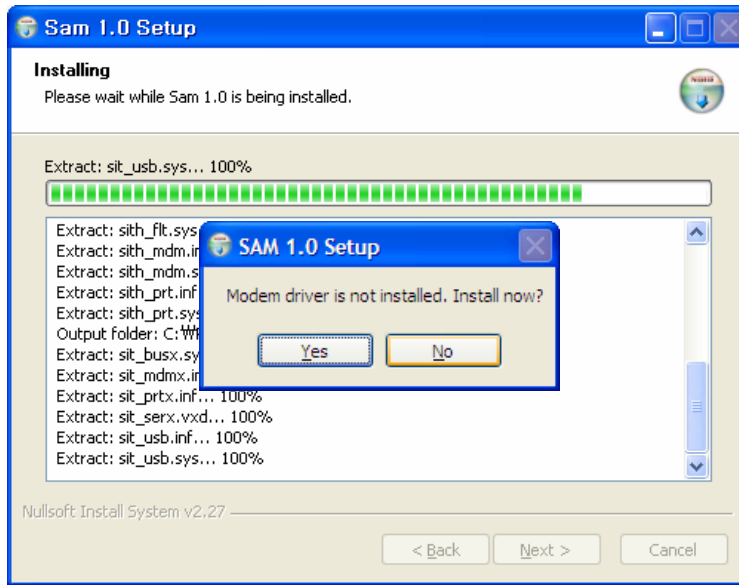 Sam 1.0 Setup
Installing
Please wait while Sam 1.0 is being installed.
Extract: sit_usb.sys... 100%
Extract: sith_flt.sys
Extract: sith_mdm.
Extract: sith_mdm.s
Extract: sith_prt.inf
Extract: sith_prt.sys
Output folder: C:₩
Extract: sit_busx.sy
Extract: sit_mdmx.
Extract: sit_prtx.inf... 100%
Extract: sit_serx.vxd... 100%
Extract: sit_usb.inf... 100%
Extract: sit_usb.sys... 100%
SAM 1.0 Setup
Modem driver is not installed. Install now?
Yes No
Nullsoft Install System v2.27
< Back Next > Cancel